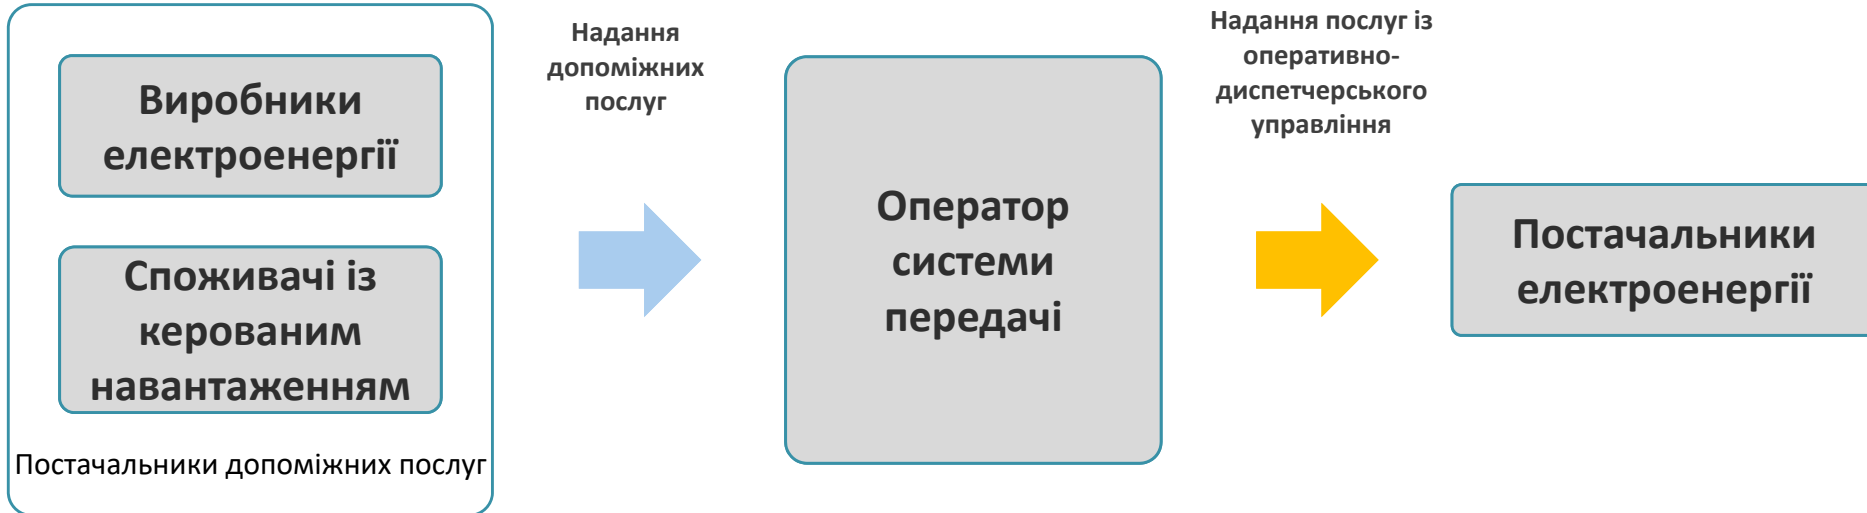 Виробники
електроенергії
Споживачі із
керованим
навантаженням
Постачальники допоміжних послуг
Надання
допоміжних
послуг
Оператор
системи
передачі
Надання послуг із
оперативно-
диспетчерського
управління
Постачальники
електроенергії